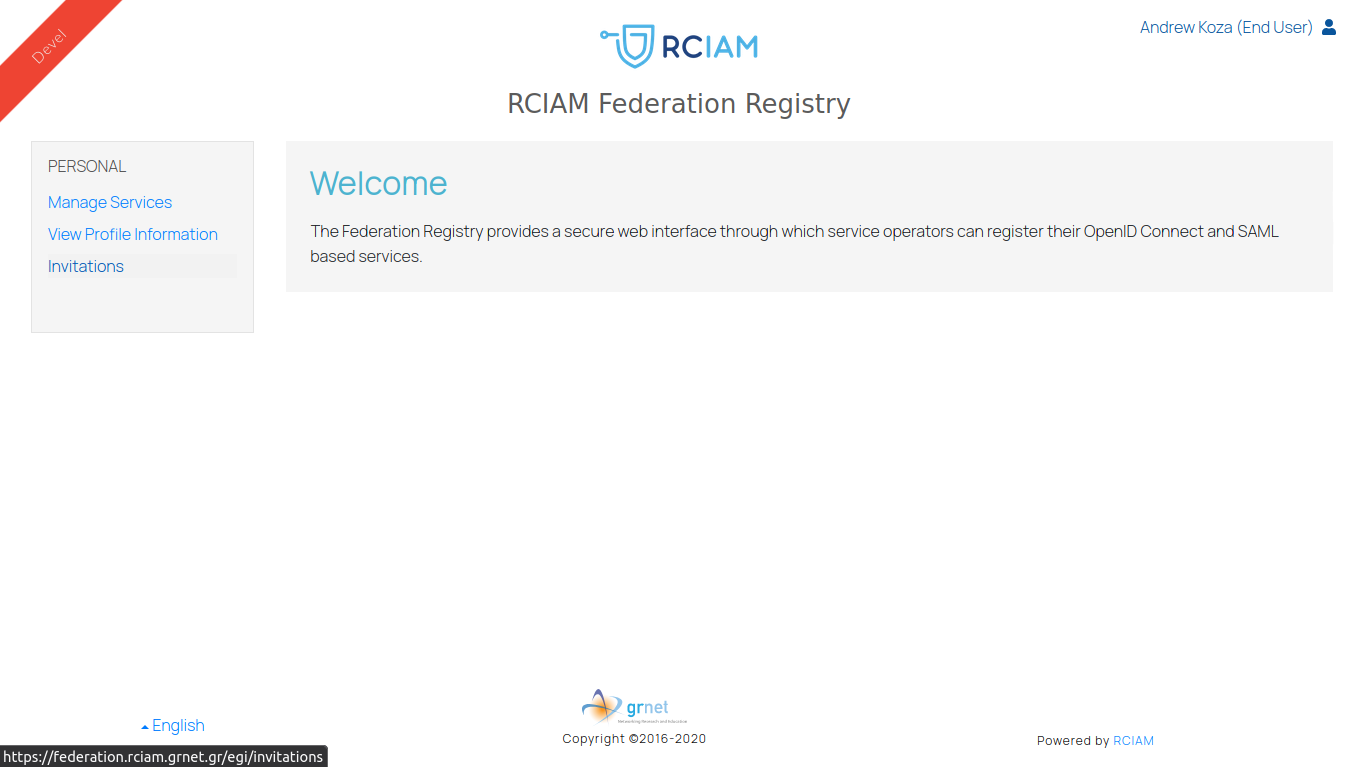 Devel
RCIAM
Andrew Koza (End User)
RCIAM Federation Registry
PERSONAL
Manage Services
View Profile Information
Invitations
Welcome
The Federation Registry provides a secure web interface through which service operators can register their OpenID Connect and SAML
based services.
English
grnet
Networking Research and Education
Copyright ©2016-2020
Powered by RCIAM
https://federation.rciam.grnet.gr/egi/invitations